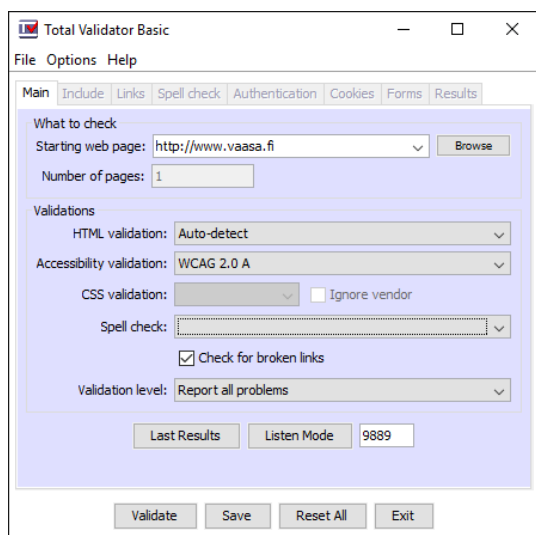 Total Validator Basic
File Options Help
Main Include Links Spell check Authentication Cookies Forms Results
What to check
Starting web page: http://www.vaasa.fi Browse
Number of pages: 1
Validations
HTML validation: Auto-detect
Accessibility validation: WCAG 2.0 A
CSS validation: Ignore vendor
Spell check:
Check for broken links
Validation level: Report all problems
Last Results Listen Mode 9889
Validate Save Reset All Exit